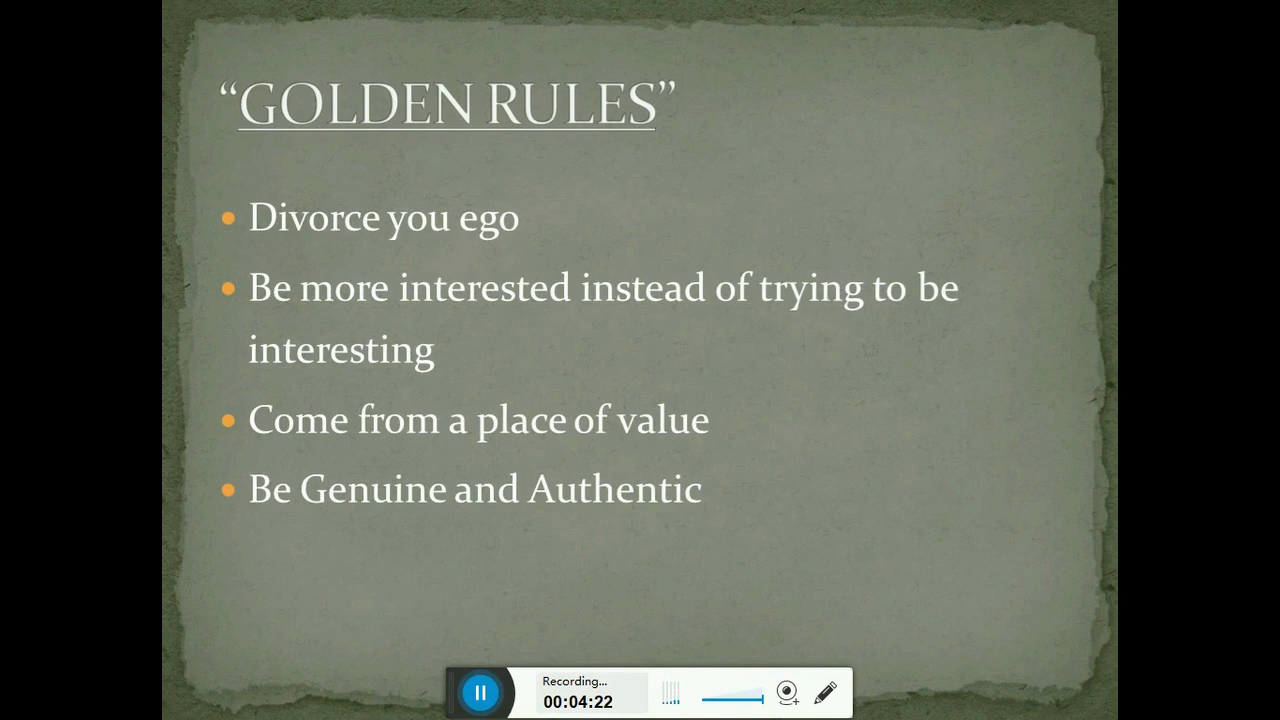 “GOLDEN RULES”
• Divorce you ego
• Be more interested instead of trying to be
interesting
• Come from a place of value
• Be Genuine and Authentic
Recording...
00:04:22